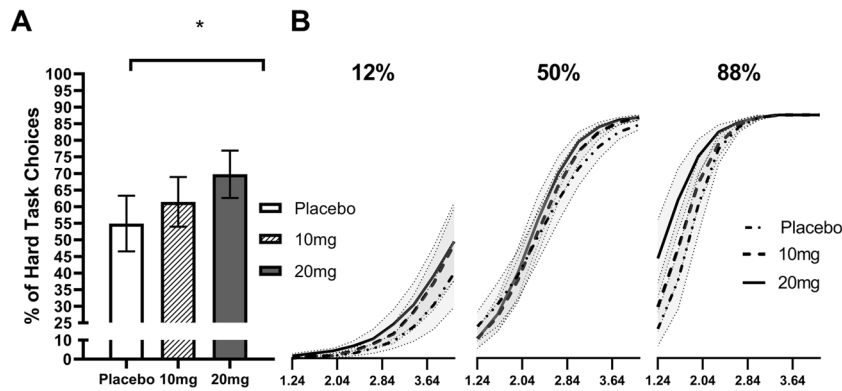 A
*
% of Hard Task Choices
100
95
90
85
80
75
70
65
60
55
50
45
40
35
30
25
10
0
Placebo 10mg 20mg
Placebo
10mg
20mg
B
12% 50% 88%
Placebo
10mg
20mg
1.24 2.04 2.84 3.64 1.24 2.04 2.84 3.64 1.24 2.04 2.84 3.64